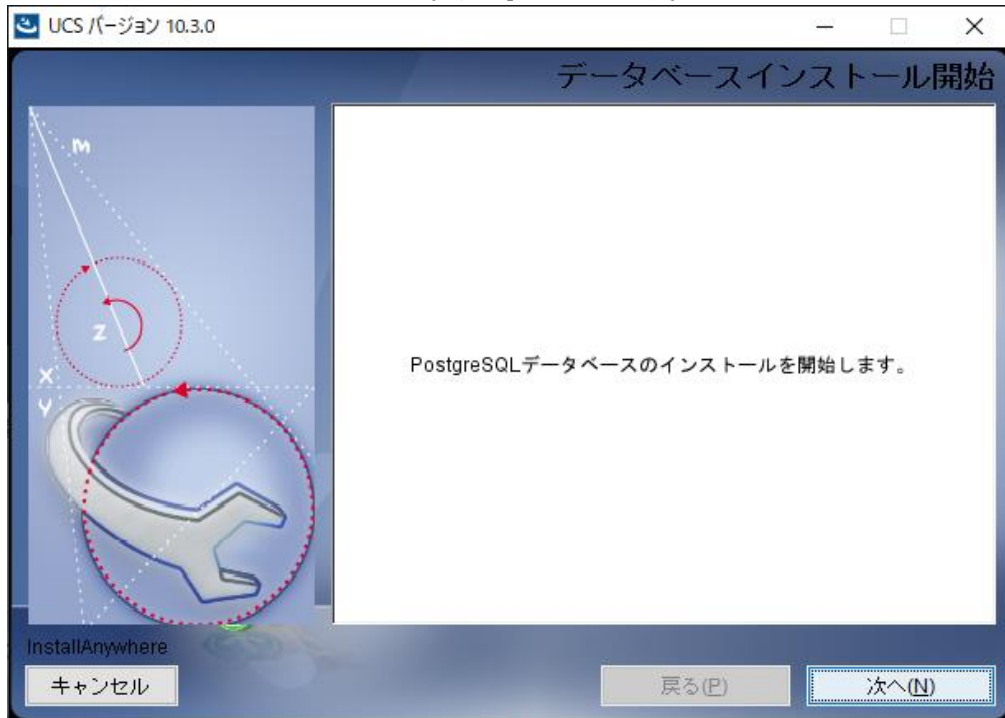 UCS バージョン 10.3.0
データベースインストール開始
M
Z
X
Y
PostgreSQLデータベースのインストールを開始します。
InstallAnywhere
キャンセル
戻る(P)
次へ(N)